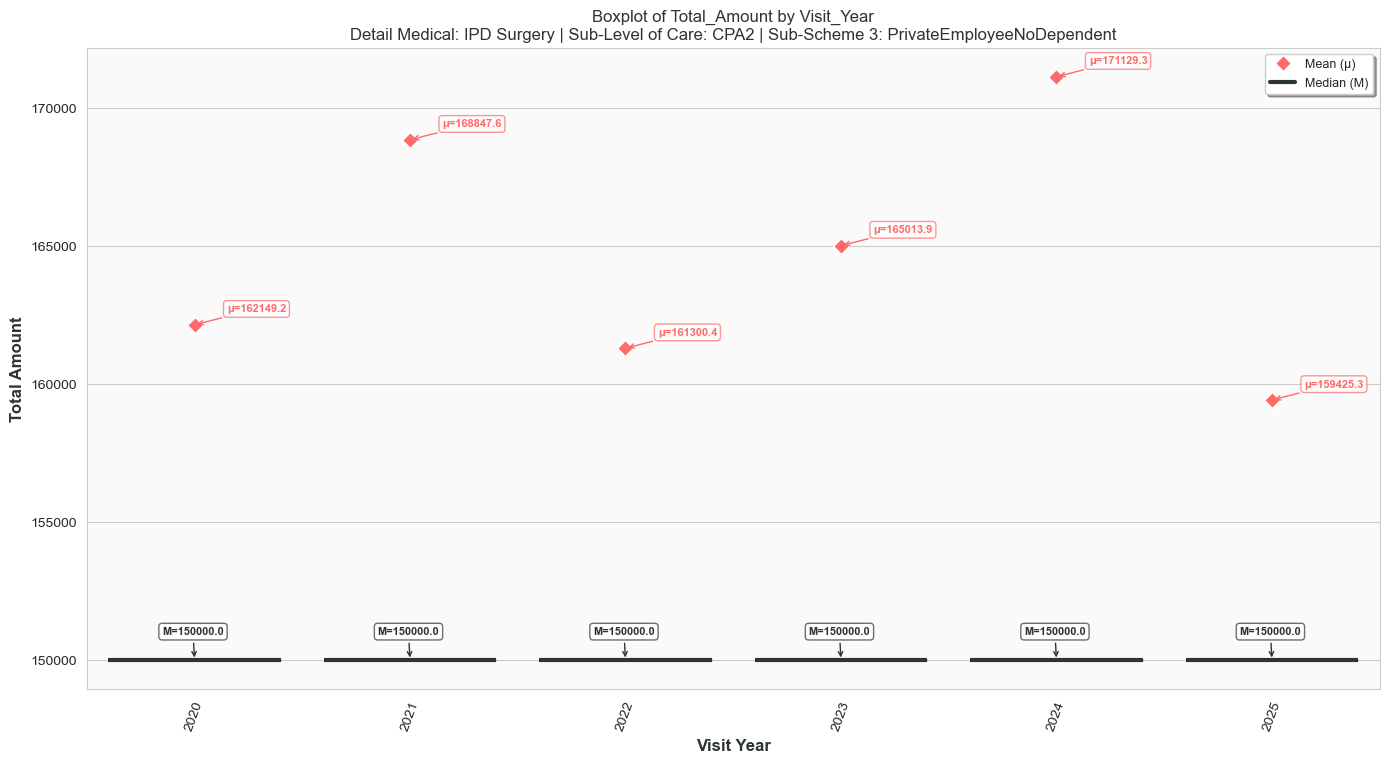 Boxplot of Total_Amount by Visit_Year
Detail Medical: IPD Surgery | Sub-Level of Care: CPA2 | Sub-Scheme 3: PrivateEmployeeNoDependent
Mean (μ)
Median (M)
μ=171129.3
170000
μ=168847.6
165000
μ=165013.9
μ=162149.2
μ=161300.4
160000
μ=159425.3
155000
M=150000.0
M=150000.0
M=150000.0
M=150000.0
M=150000.0
M=150000.0
150000
Total Amount
2020
2021
2022
2023
2024
2025
Visit Year